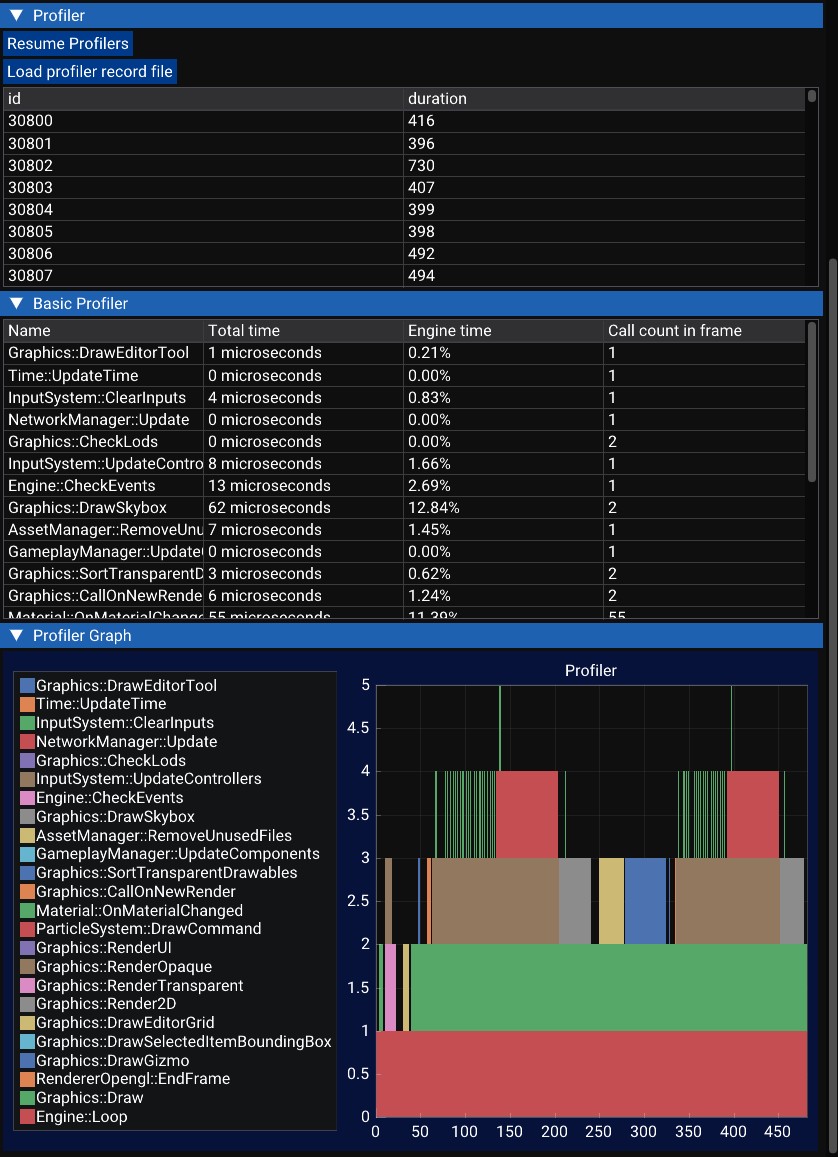 Profiler
Resume Profilers
Load profiler record file
id duration
30800 416
30801 396
30802 730
30803 407
30804 399
30805 398
30806 492
30807 494
Basic Profiler
Name Total time Engine time Call count in frame
Graphics::DrawEditorTool 1 microseconds 0.21% 1
Time::UpdateTime 0 microseconds 0.00% 1
InputSystem::ClearInputs 4 microseconds 0.83% 1
NetworkManager::Update 0 microseconds 0.00% 1
Graphics::CheckLods 0 microseconds 0.00% 2
InputSystem::UpdateContro 8 microseconds 1.66% 1
Engine::CheckEvents 13 microseconds 2.69% 1
Graphics::DrawSkybox 62 microseconds 12.84% 2
AssetManager::RemoveUnu 7 microseconds 1.45% 1
GameplayManager::Update 0 microseconds 0.00% 1
Graphics::SortTransparentD 3 microseconds 0.62% 2
Graphics::CallOnNewRende 6 microseconds 1.24% 2
Material::OnMaterialChange 55 microseconds 11.39% 55
Profiler Graph
Graphics::DrawEditorTool
Time::UpdateTime
InputSystem::ClearInputs
NetworkManager::Update
Graphics::CheckLods
InputSystem::UpdateControllers
Engine::CheckEvents
Graphics::DrawSkybox
AssetManager::RemoveUnusedFiles
GameplayManager::UpdateComponents
Graphics::SortTransparentDrawables
Graphics::CallOnNewRender
Material::OnMaterialChanged
ParticleSystem::DrawCommand
Graphics::RenderUI
Graphics::RenderOpaque
Graphics::RenderTransparent
Graphics::Render2D
Graphics::DrawEditorGrid
Graphics::DrawSelectedItemBoundingBox
Graphics::DrawGizmo
RendererOpengl::EndFrame
Graphics::Draw
Engine::Loop
Profiler
5
4.5
4
3.5
3
2.5
2
1.5
1
0.5
0
0 50 100 150 200 250 300 350 400 450